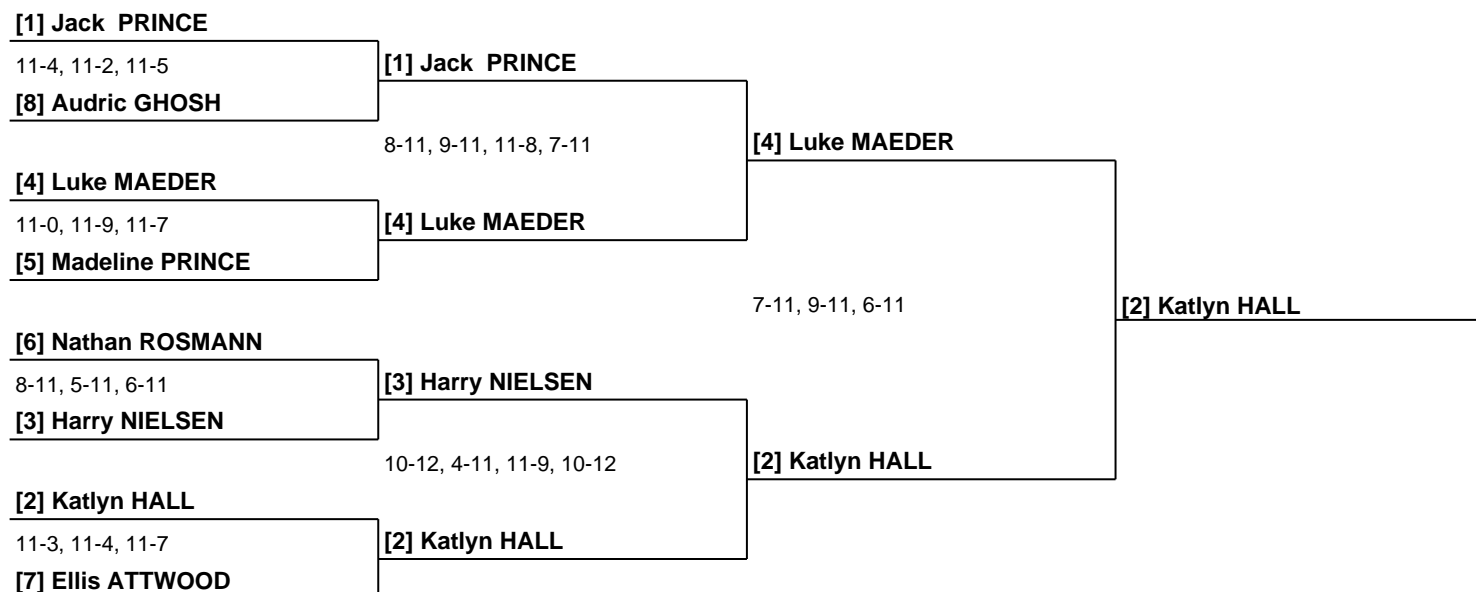 [1] Jack  PRINCE
11-4, 11-2, 11-5
[8] Audric GHOSH
[4] Luke MAEDER
11-0, 11-9, 11-7
[5] Madeline PRINCE
[6] Nathan ROSMANN
8-11, 5-11, 6-11
[3] Harry NIELSEN
[2] Katlyn HALL
11-3, 11-4, 11-7
[7] Ellis ATTWOOD
[1] Jack  PRINCE
8-11, 9-11, 11-8, 7-11
[4] Luke MAEDER
[3] Harry NIELSEN
10-12, 4-11, 11-9, 10-12
[2] Katlyn HALL
[4] Luke MAEDER
7-11, 9-11, 6-11
[2] Katlyn HALL
[2] Katlyn HALL